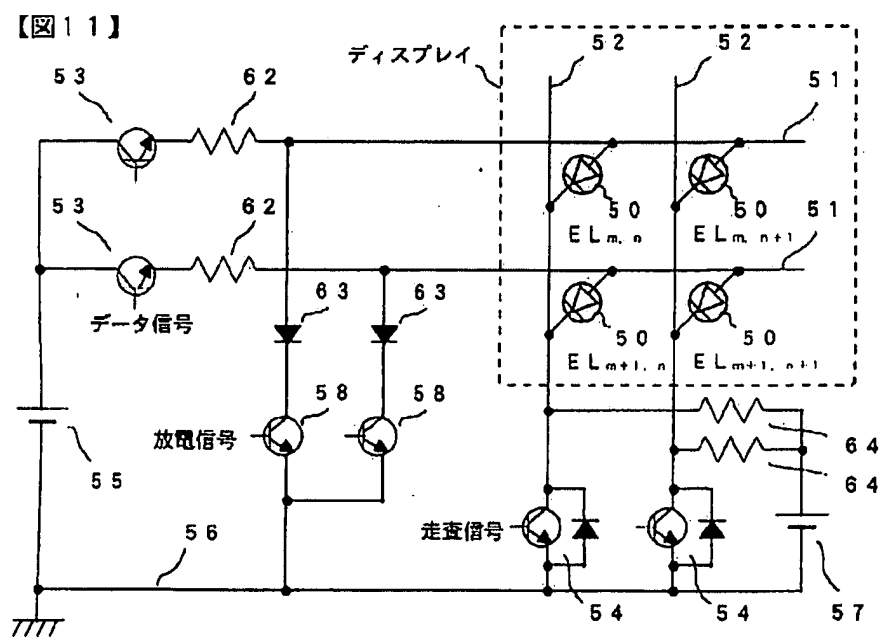 【図１１】
ディスプレイ
５２
５２
５３
６２
５１
５３
６２
５０
５０
５１
ＥＬm, n
ＥＬm, n+1
６３
６３
データ信号
５０
５０
ＥＬm+1, n
ＥＬm+1, n+1
５８
５８
放電信号
６４
６４
５５
走査信号
５６
５４
５４
５７